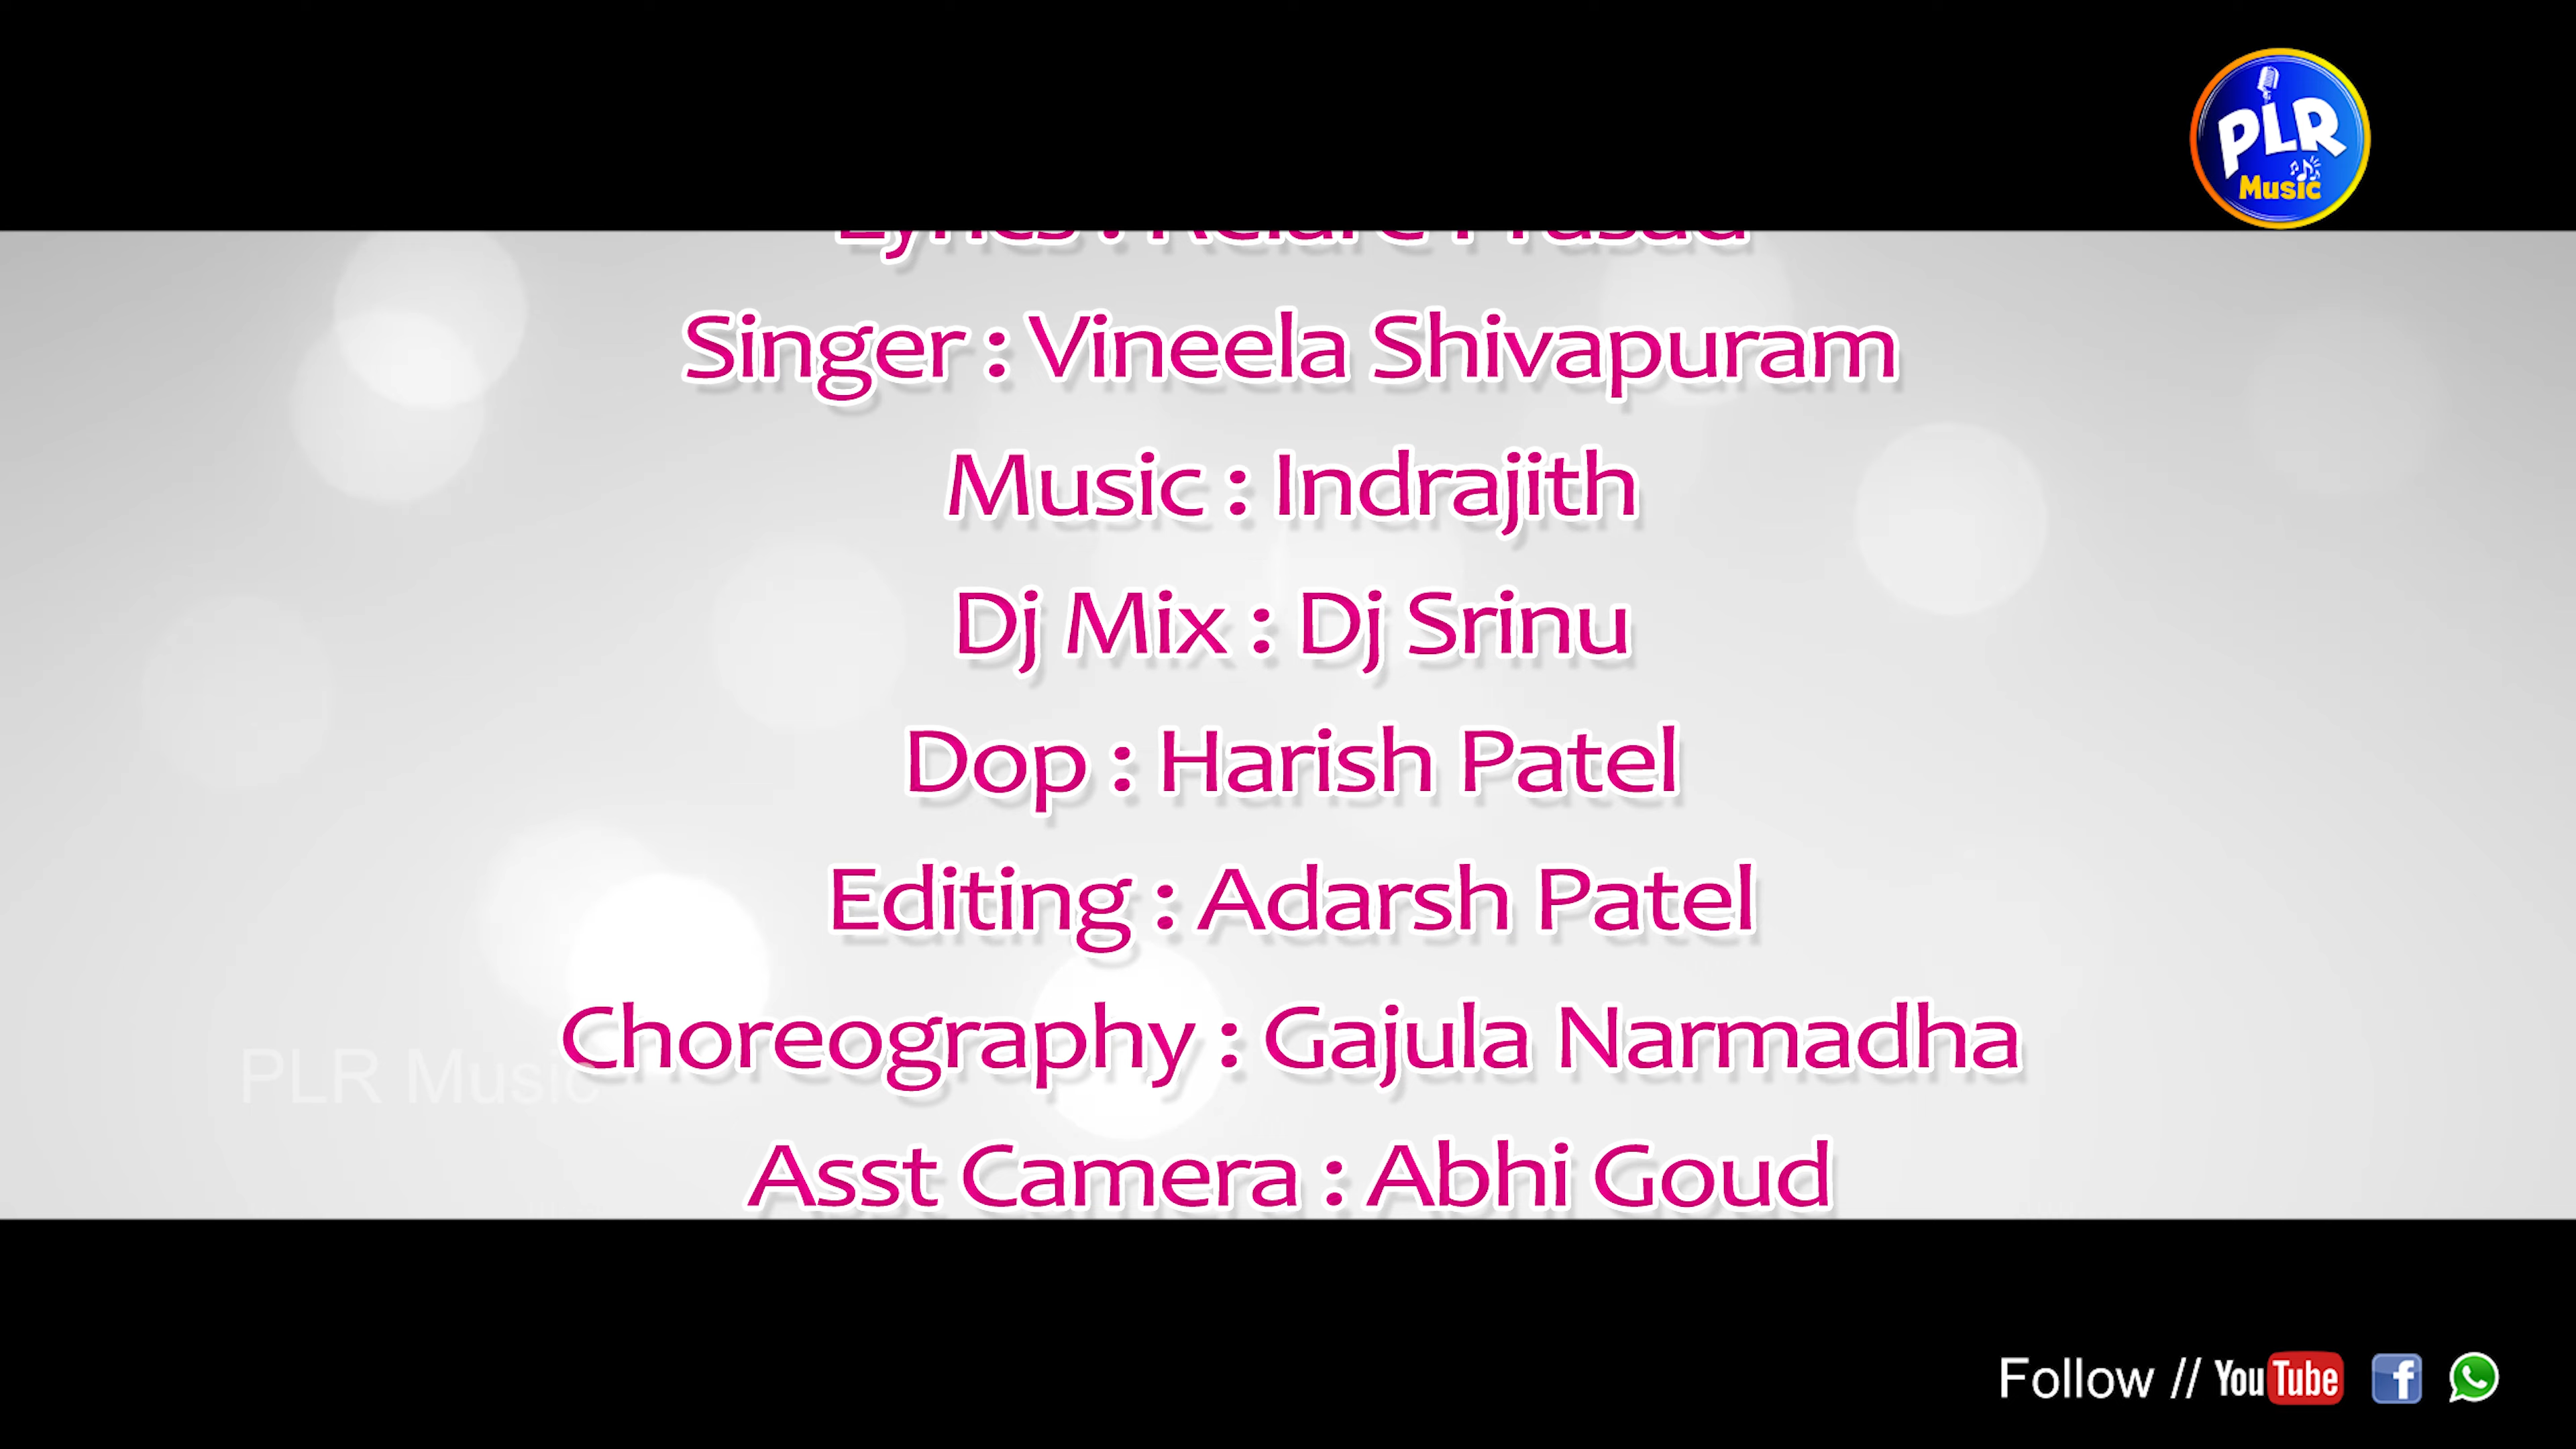 PLR
Music
Singer : Vineela Shivapuram
Music : Indrajith
Dj Mix : Dj Srinu
Dop : Harish Patel
Editing : Adarsh Patel
Choreography : Gajula Narmadha
PLR Music
Asst Camera : Abhi Goud
Follow // YouTube f